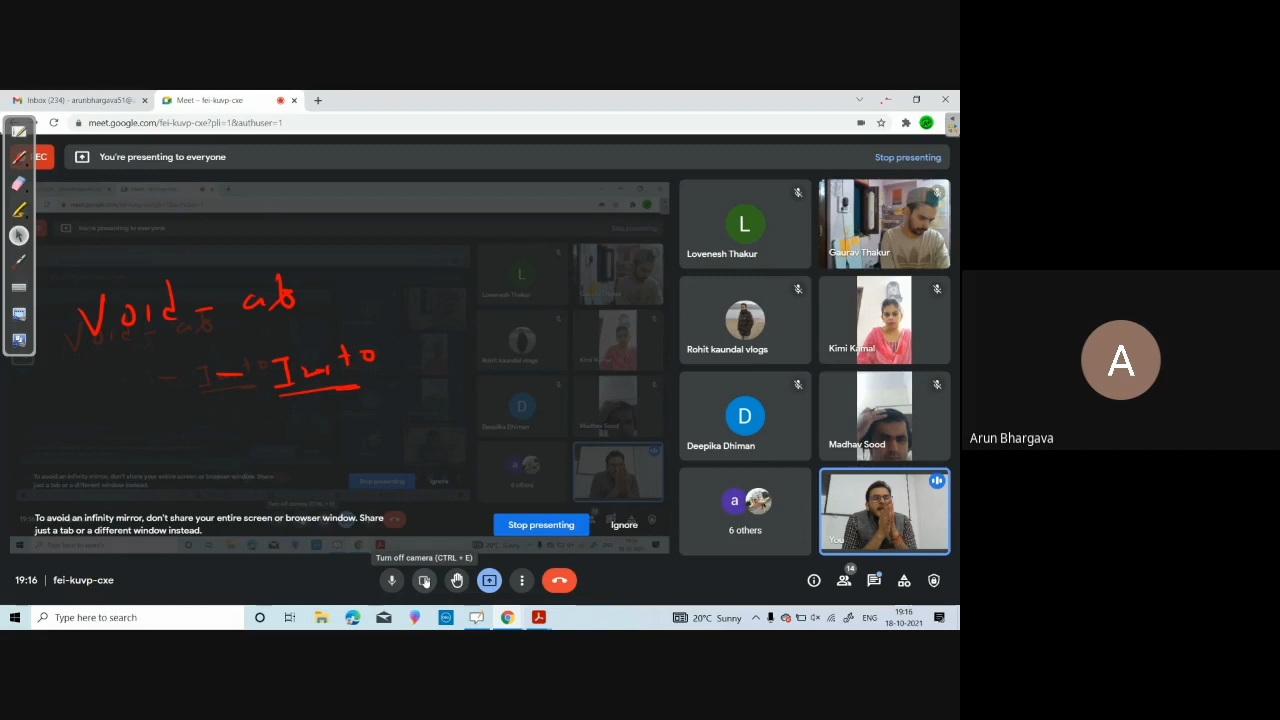 Inbox (234) - arunbhargava51@
Meet – fei-kuvp-cxe
meet.google.com/fei-kuvp-cxe?pli=1&authuser=1
You're presenting to everyone
Stop presenting
Void - ab
L
Lovenesh Thakur
Gaurav Thakur
Rohit kaundal vlogs
Kimi Kamal
D
Deepika Dhiman
Madhav Sood
a
6 others
You
A
Arun Bhargava
To avoid an infinity mirror, don't share your entire screen or browser window. Share
just a tab or a different window instead.
Stop presenting
Ignore
Turn off camera (CTRL + E)
19:16 | fei-kuvp-cxe
14
Type here to search
20°C Sunny
ENG
19:16
18-10-2021